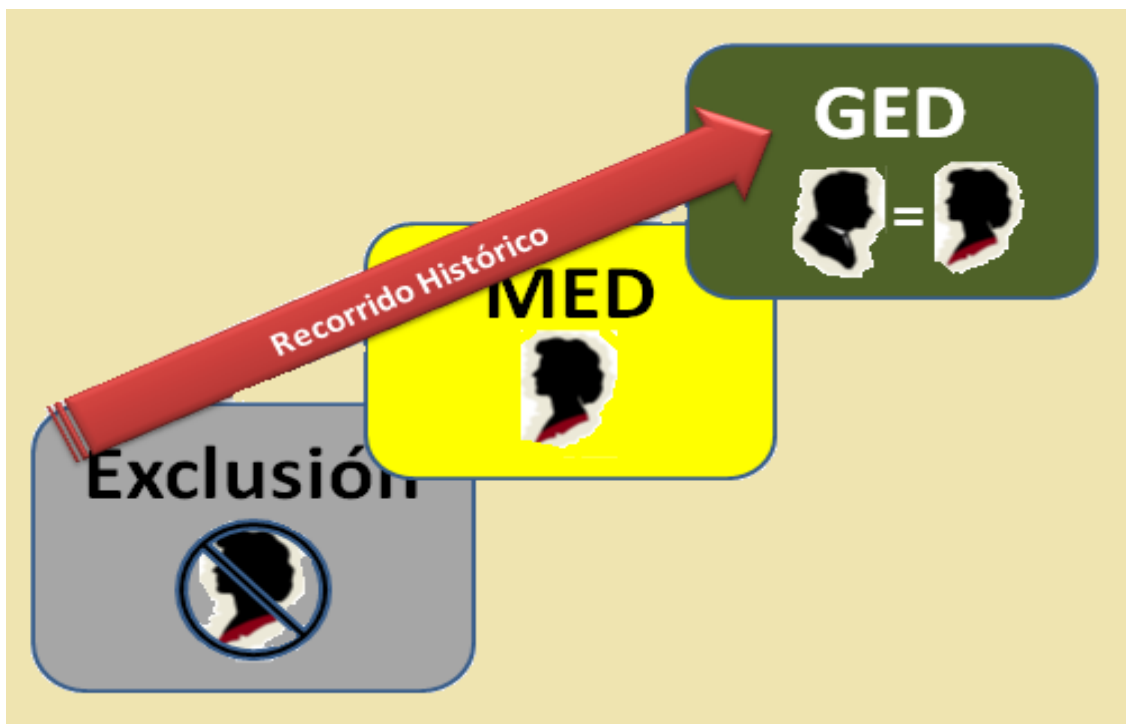 GED
=
Recorrido Histórico
MED
Exclusión